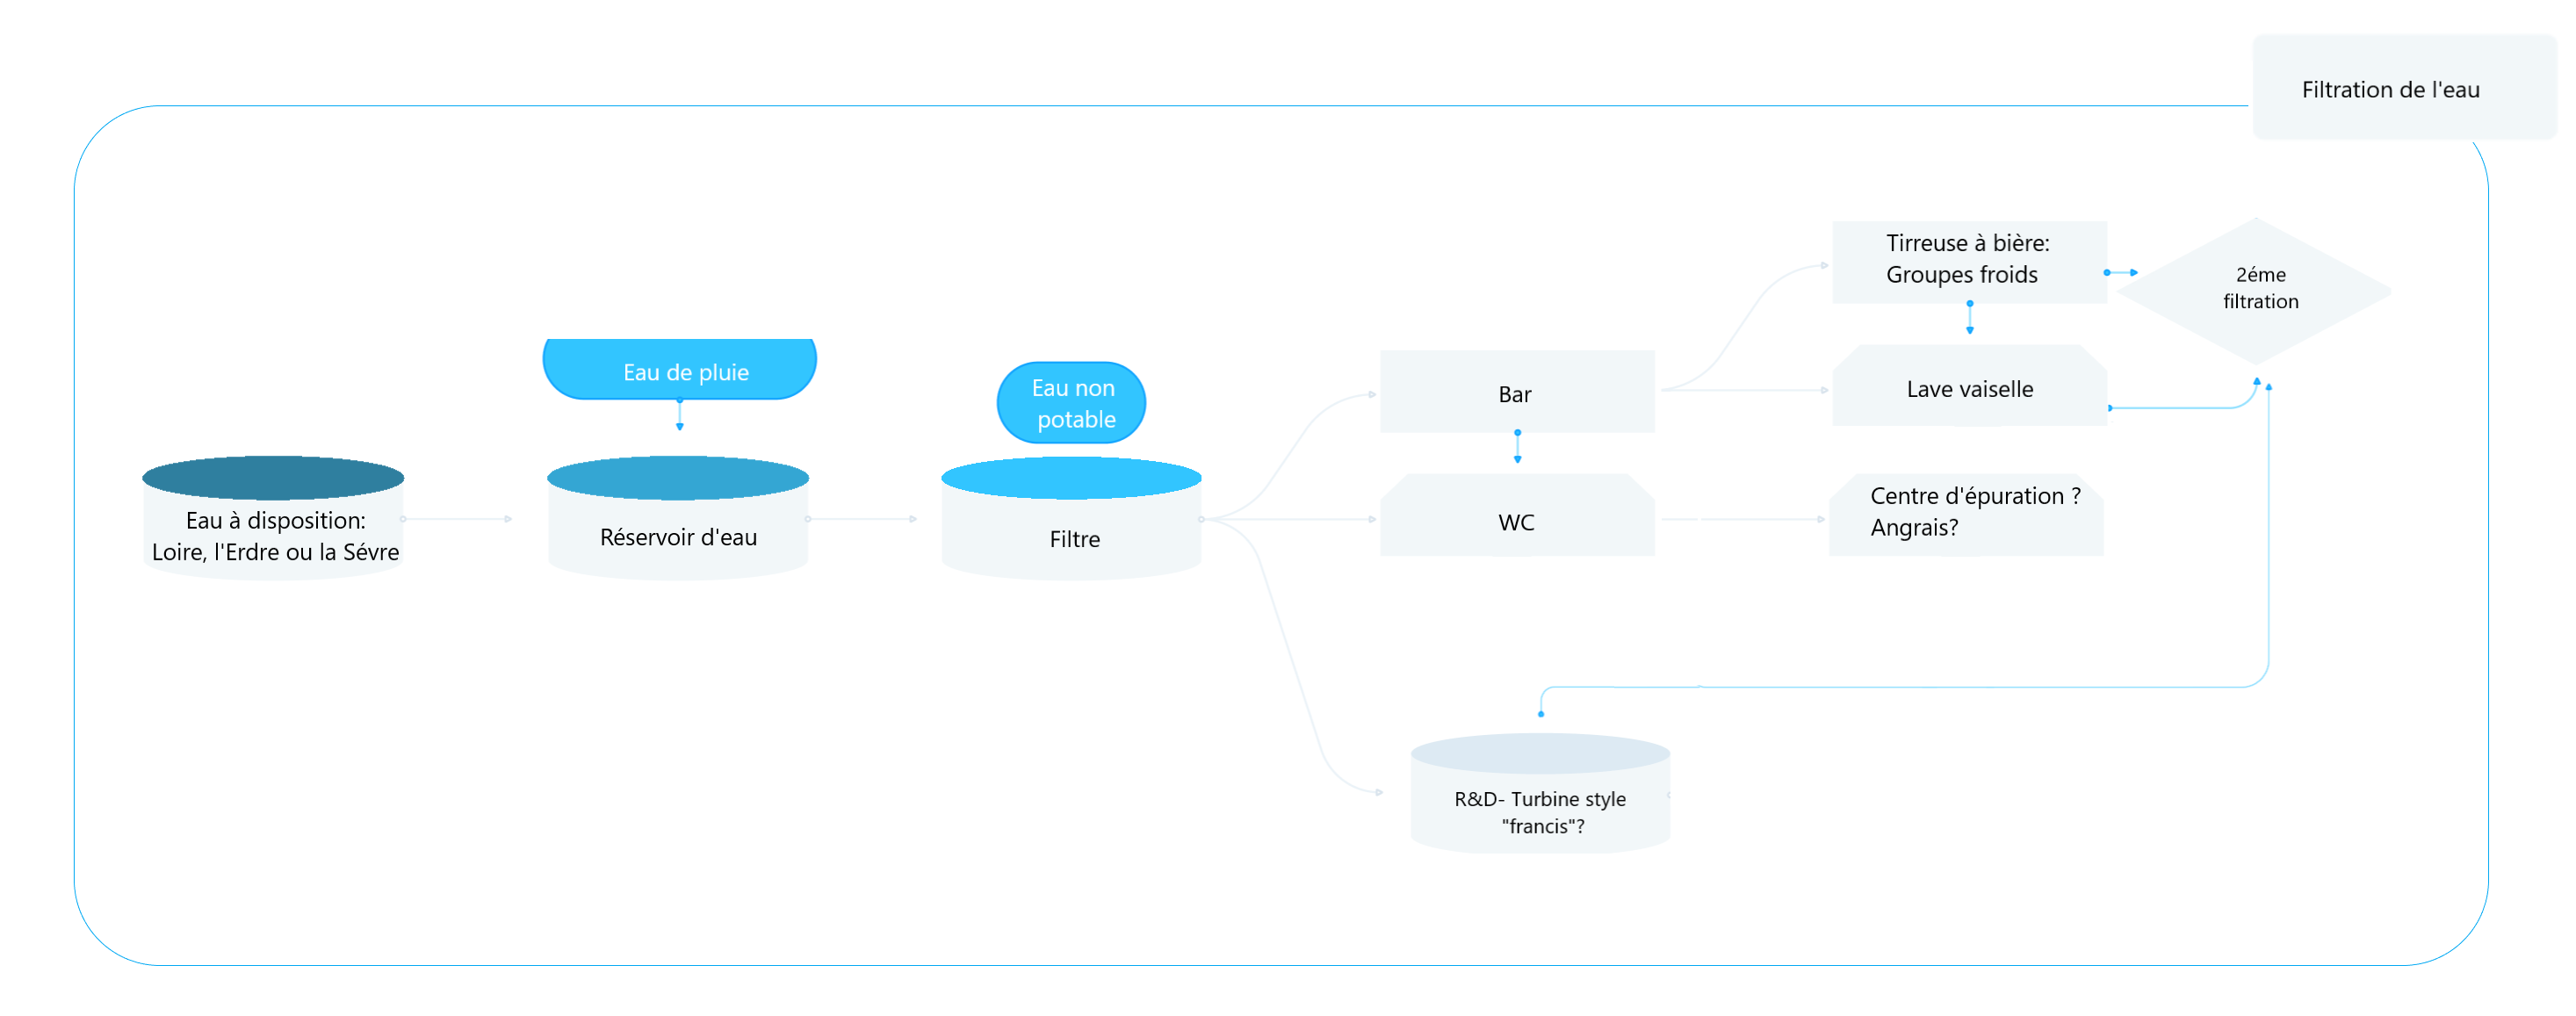 Filtration de l'eau
Tirreuse à bière:
Groupes froids
2éme
filtration
Eau de pluie
Eau non
potable
Bar
Lave vaiselle
Eau à disposition:
Loire, l'Erdre ou la Sévre
Réservoir d'eau
Filtre
WC
Centre d'épuration ?
Angrais?
R&D- Turbine style
"francis"?